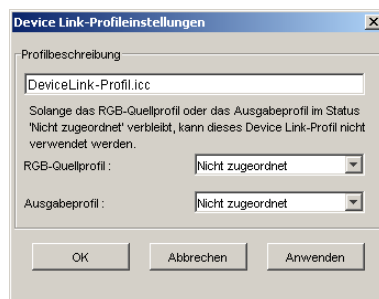 Device Link-Profileinstellungen
Profilbeschreibung
DeviceLink-Profil.icc
Solange das RGB-Quellprofil oder das Ausgabeprofil im Status
'Nicht zugeordnet' verbleibt, kann dieses Device Link-Profil nicht
verwendet werden.
RGB-Quellprofil : Nicht zugeordnet
Ausgabeprofil : Nicht zugeordnet
OK Abbrechen Anwenden